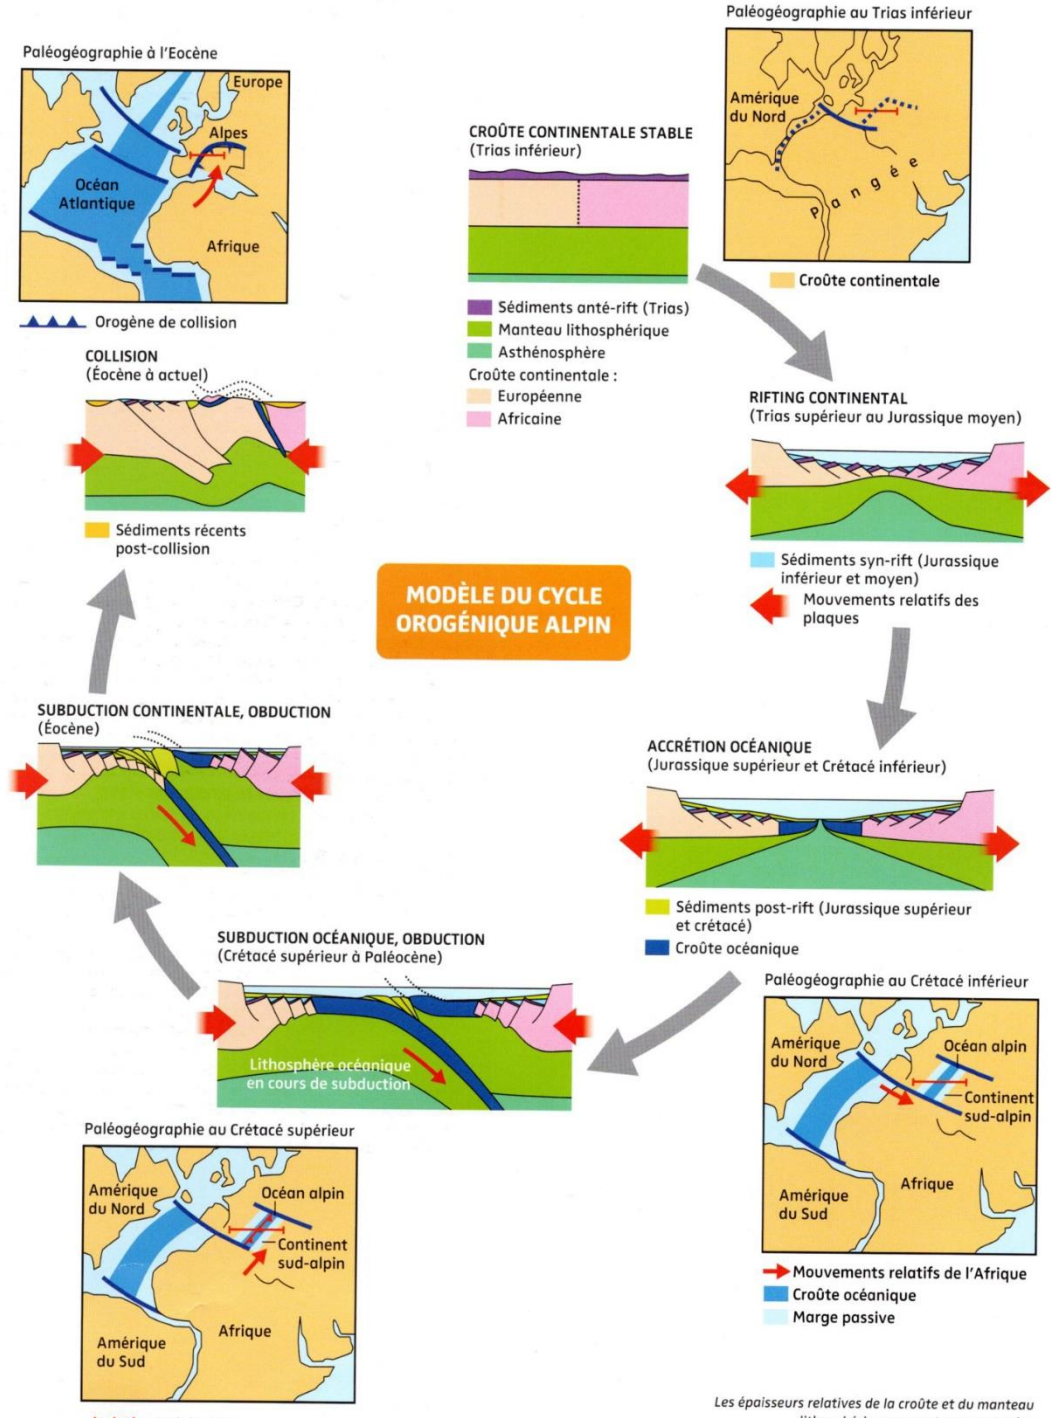 Paléogéographie au Trias inférieur
Amérique
du Nord
Pangée
Croûte continentale
Paléogéographie à l'Eocène
Europe
Alpes
Océan
Atlantique
Afrique
Orogène de collision
CROÛTE CONTINENTALE STABLE
(Trias inférieur)
Sédiments anté-rift (Trias)
Manteau lithosphérique
Asthénosphère
Croûte continentale :
Européenne
Africaine
RIFTING CONTINENTAL
(Trias supérieur au Jurassique moyen)
Sédiments syn-rift (Jurassique
inférieur et moyen)
Mouvements relatifs des
plaques
COLLISION
(Éocène à actuel)
Sédiments récents
post-collision
MODÈLE DU CYCLE
OROGÉNIQUE ALPIN
SUBDUCTION CONTINENTALE, OBDUCTION
(Éocène)
ACCRÉTION OCÉANIQUE
(Jurassique supérieur et Crétacé inférieur)
Sédiments post-rift (Jurassique supérieur
et crétacé)
Croûte océanique
SUBDUCTION OCÉANIQUE, OBDUCTION
(Crétacé supérieur à Paléocène)
Lithosphère océanique
en cours de subduction
Paléogéographie au Crétacé inférieur
Amérique
du Nord
Océan alpin
Continent
sud-alpin
Afrique
Amérique
du Sud
Mouvements relatifs de l'Afrique
Croûte océanique
Marge passive
Paléogéographie au Crétacé supérieur
Amérique
du Nord
Océan alpin
Continent
sud-alpin
Afrique
Amérique
du Sud
Les épaisseurs relatives de la croûte et du manteau